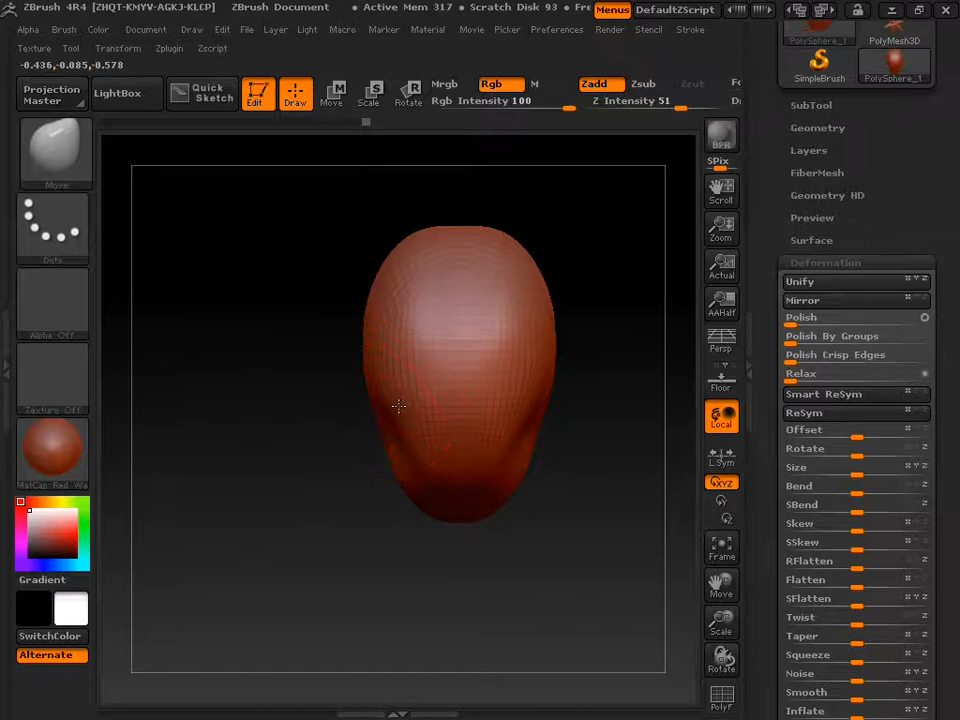 ZBrush 4R4 [ZHQT-KMYV-AGKJ-KLCP] ZBrush Document • Active Mem 317 • Scratch Disk 93 • Fre Menus DefaultZScript
Alpha Brush Color Document Draw Edit File Layer Light Macro Marker Material Movie Picker Preferences Render Stencil Stroke
Texture Tool Transform Zplugin Zscript
-0.436,-0.085,-0.578
Projection Master
LightBox
Quick Sketch
Edit
Draw
Move
Scale
Rotate
Mrgb Rgb M Zadd Zsub Zcut Fo
Rgb Intensity 100 Z Intensity 51
Move
Dots
Alpha Off
Texture Off
MatCap Red Wa
Gradient
SwitchColor
Alternate
BPR
SPix
Scroll
Zoom
Actual
AAHalf
Persp
Floor
Local
L.Sym
XYZ
Y
Z
Frame
Move
Scale
Rotate
PolyF
PolySphere_1 PolyMesh3D
SimpleBrush PolySphere_1
SubTool
Geometry
Layers
FiberMesh
Geometry HD
Preview
Surface
Deformation
Unify
Mirror
Polish
Polish By Groups
Polish Crisp Edges
Relax
Smart ReSym
ReSym
Offset
Rotate
Size
Bend
SBend
Skew
SSkew
RFlatten
Flatten
SFlatten
Twist
Taper
Squeeze
Noise
Smooth
Inflate